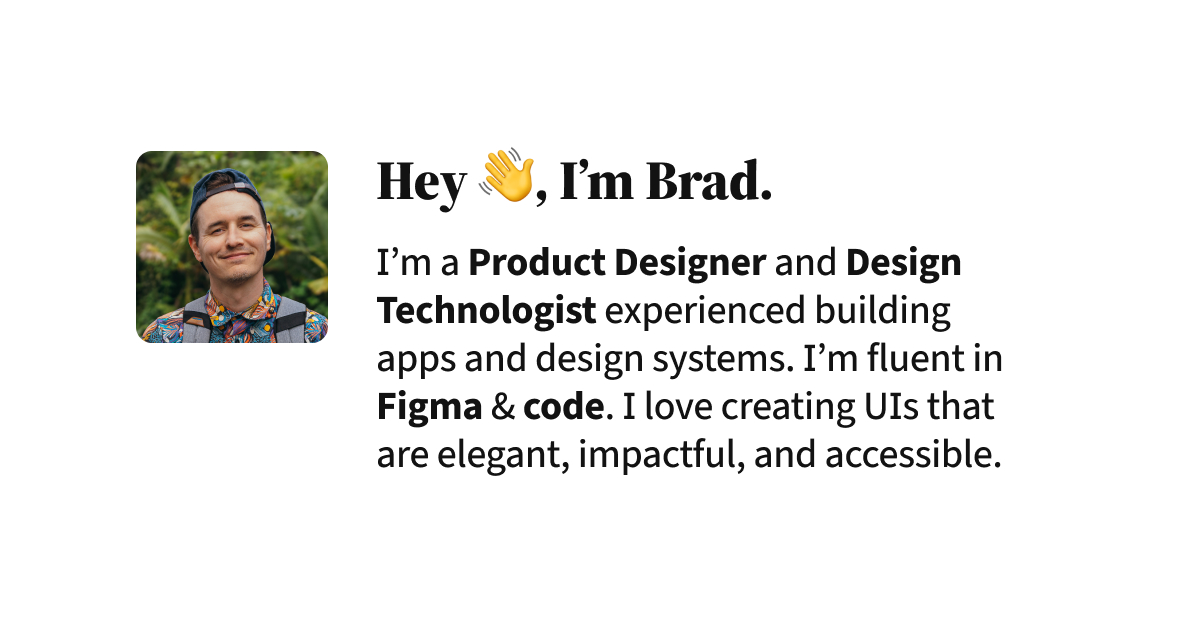 Hey 👋, I’m Brad.
I’m a Product Designer and Design
Technologist experienced building
apps and design systems. I’m fluent in
Figma & code. I love creating UIs that
are elegant, impactful, and accessible.